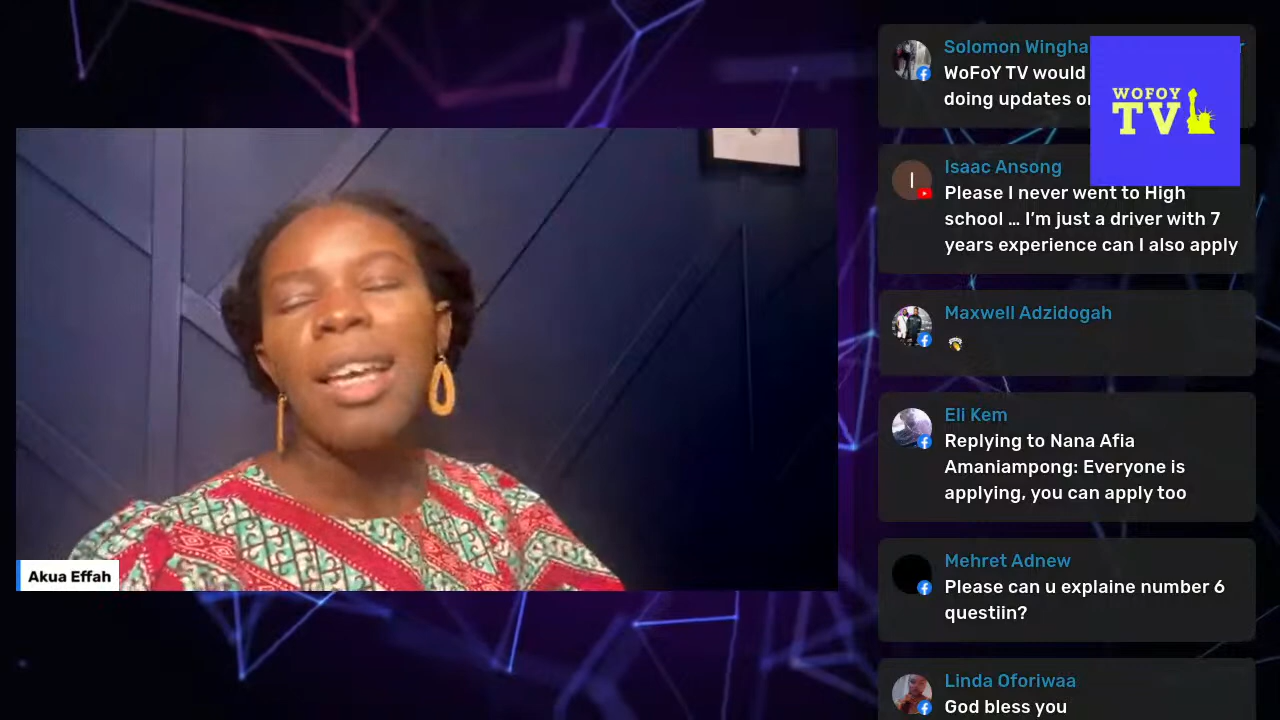 Solomon Wingha
WoFoY TV would
doing updates
WOFOY
TV
Isaac Ansong
I
Please I never went to High
school ... I'm just a driver with 7
years experience can I also apply
Maxwell Adzidogah
Eli Kem
Replying to Nana Afia
Amaniampong: Everyone is
applying, you can apply too
Mehret Adnew
Please can u explaine number 6
questiin?
Linda Oforiwaa
God bless you
Akua Effah